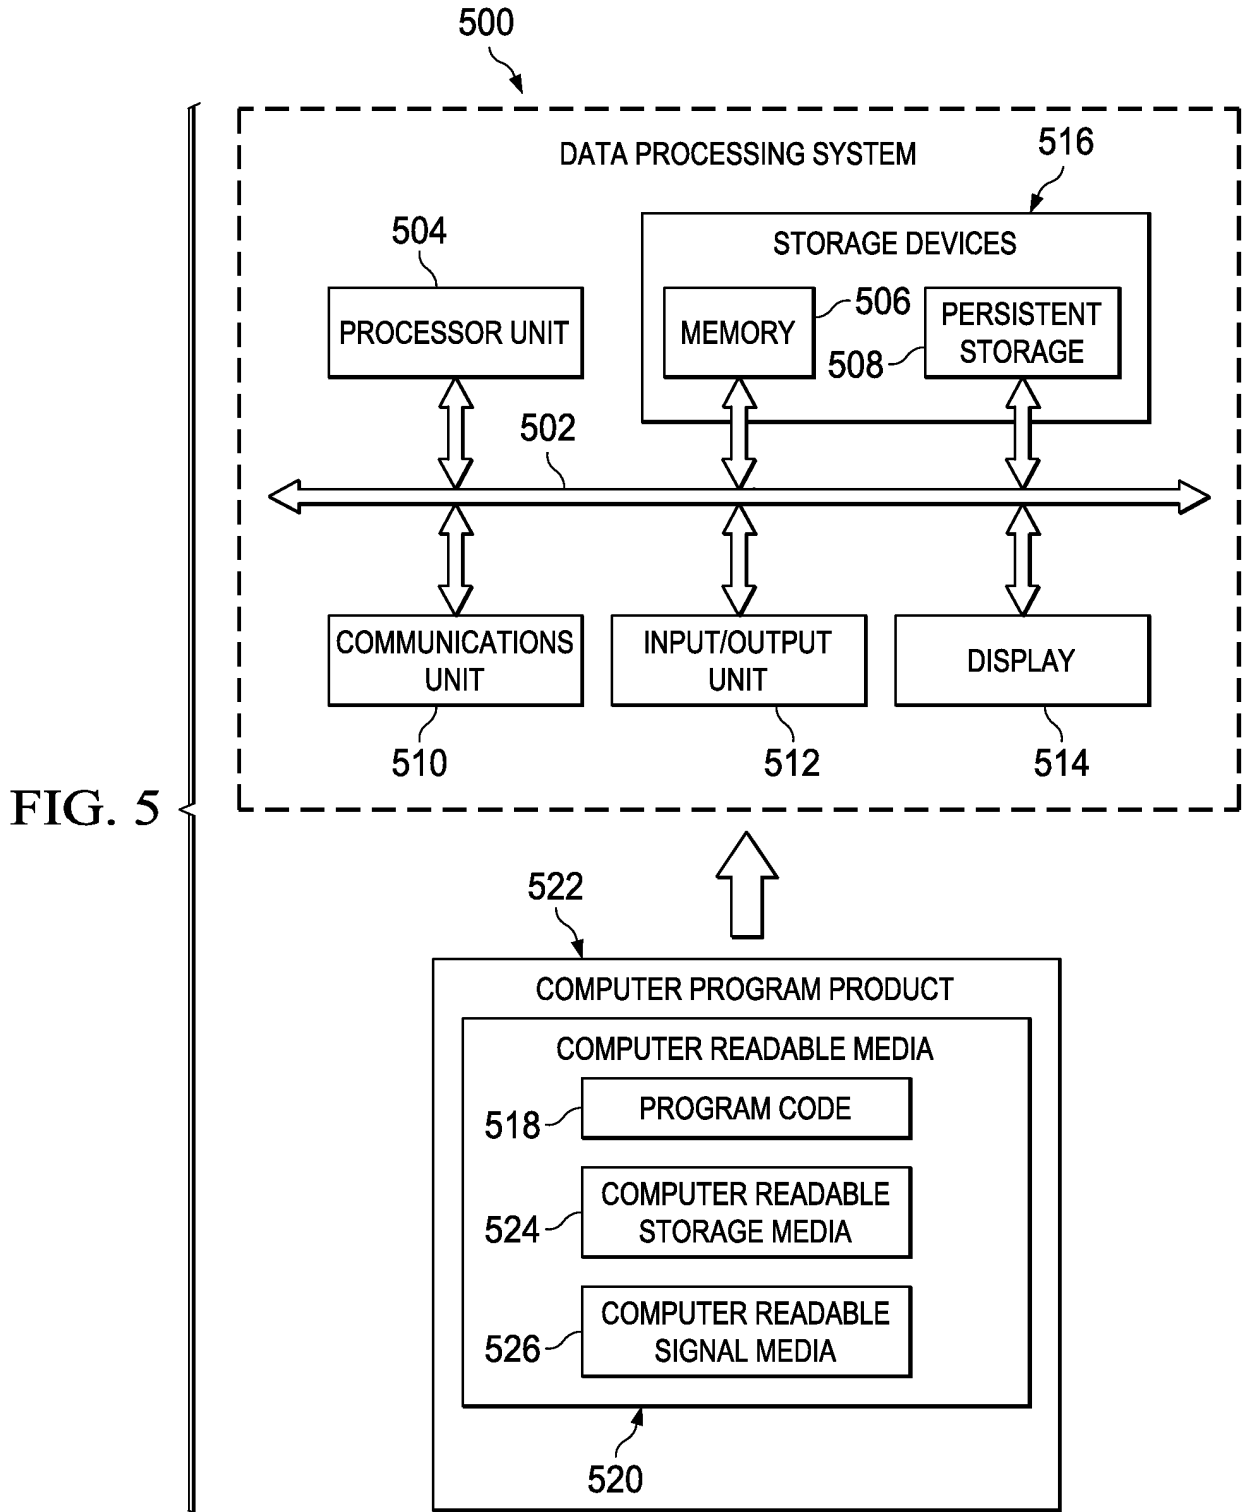 500
DATA PROCESSING SYSTEM
516
504
STORAGE DEVICES
PROCESSOR UNIT
MEMORY
506
PERSISTENT
STORAGE
508
502
COMMUNICATIONS
UNIT
INPUT/OUTPUT
UNIT
DISPLAY
510
512
514
FIG. 5
522
COMPUTER PROGRAM PRODUCT
COMPUTER READABLE MEDIA
518
PROGRAM CODE
524
COMPUTER READABLE
STORAGE MEDIA
526
COMPUTER READABLE
SIGNAL MEDIA
520